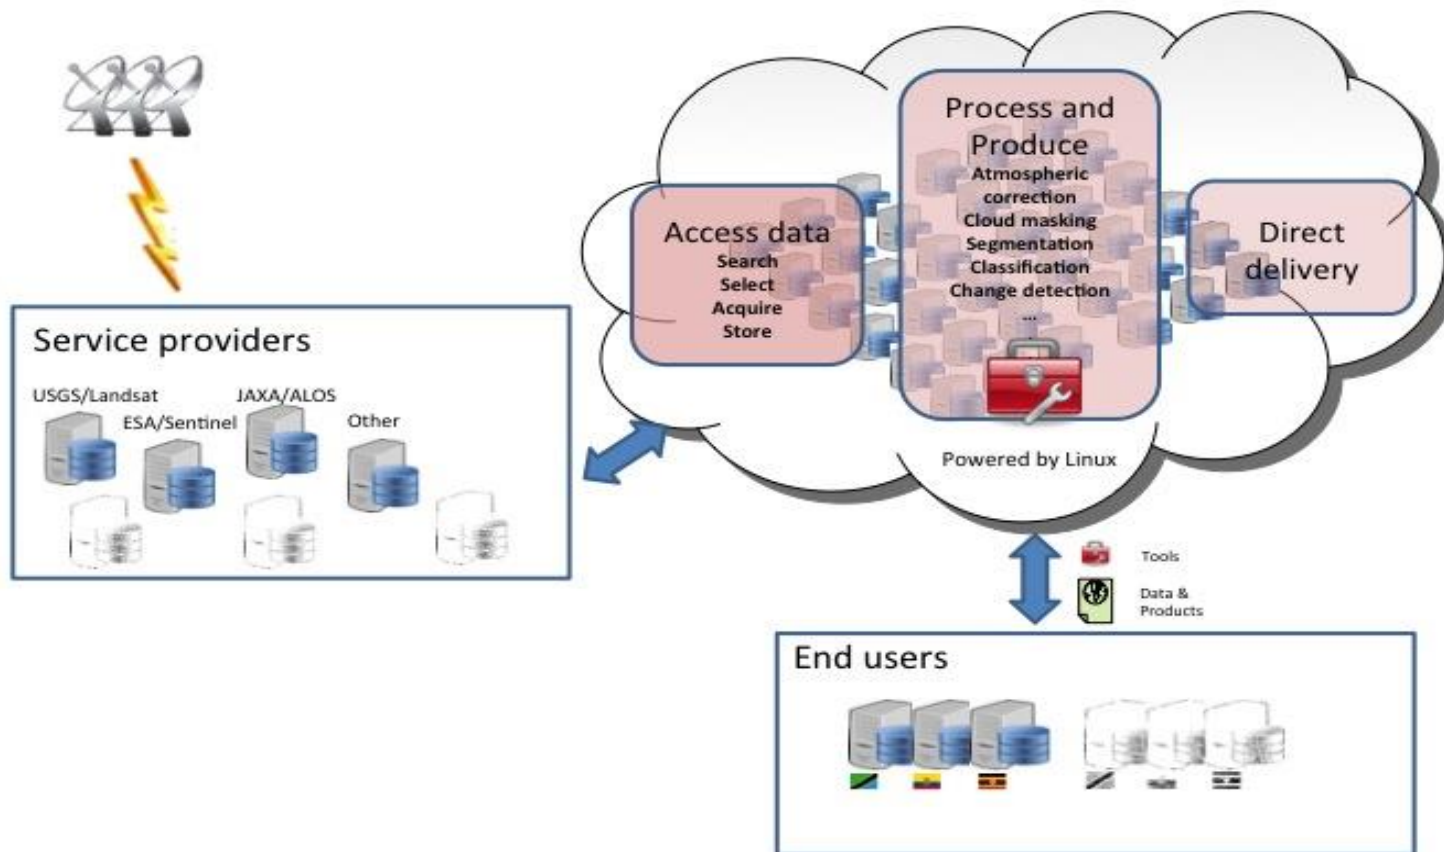 Service providers
USGS/Landsat
ESA/Sentinel
JAXA/ALOS
Other
Access data
Search
Select
Acquire
Store
Process and
Produce
Atmospheric
correction
Cloud masking
Segmentation
Classification
Change detection
...
Direct
delivery
Powered by Linux
Tools
Data &
Products
End users